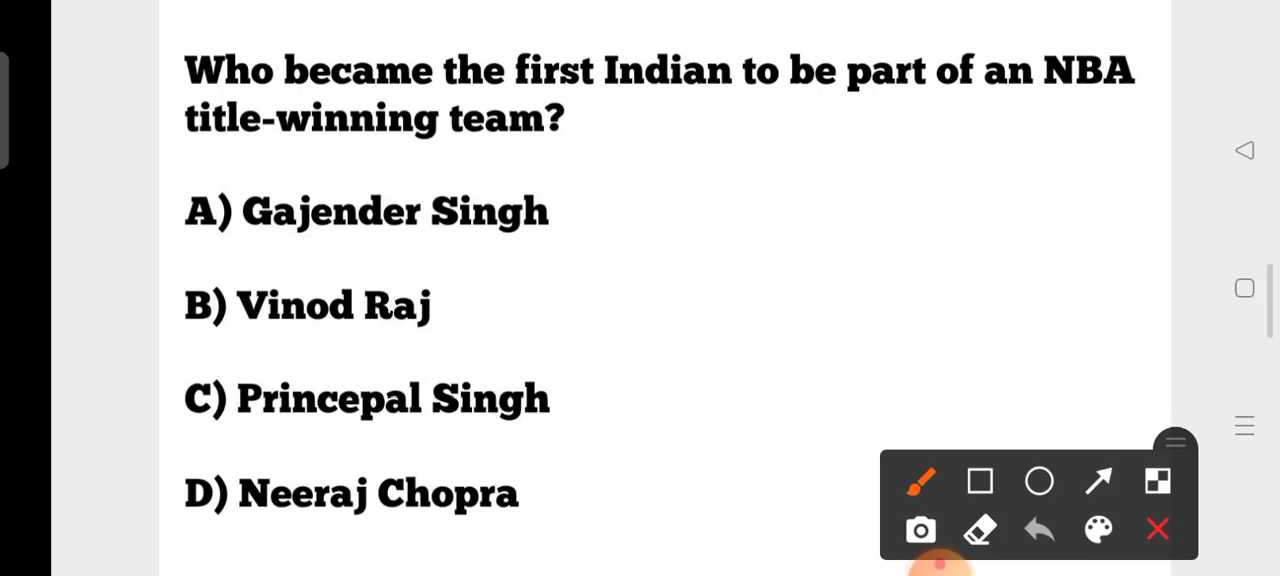 Who became the first Indian to be part of an NBA
title-winning team?
A) Gajender Singh
B) Vinod Raj
C) Princepal Singh
D) Neeraj Chopra